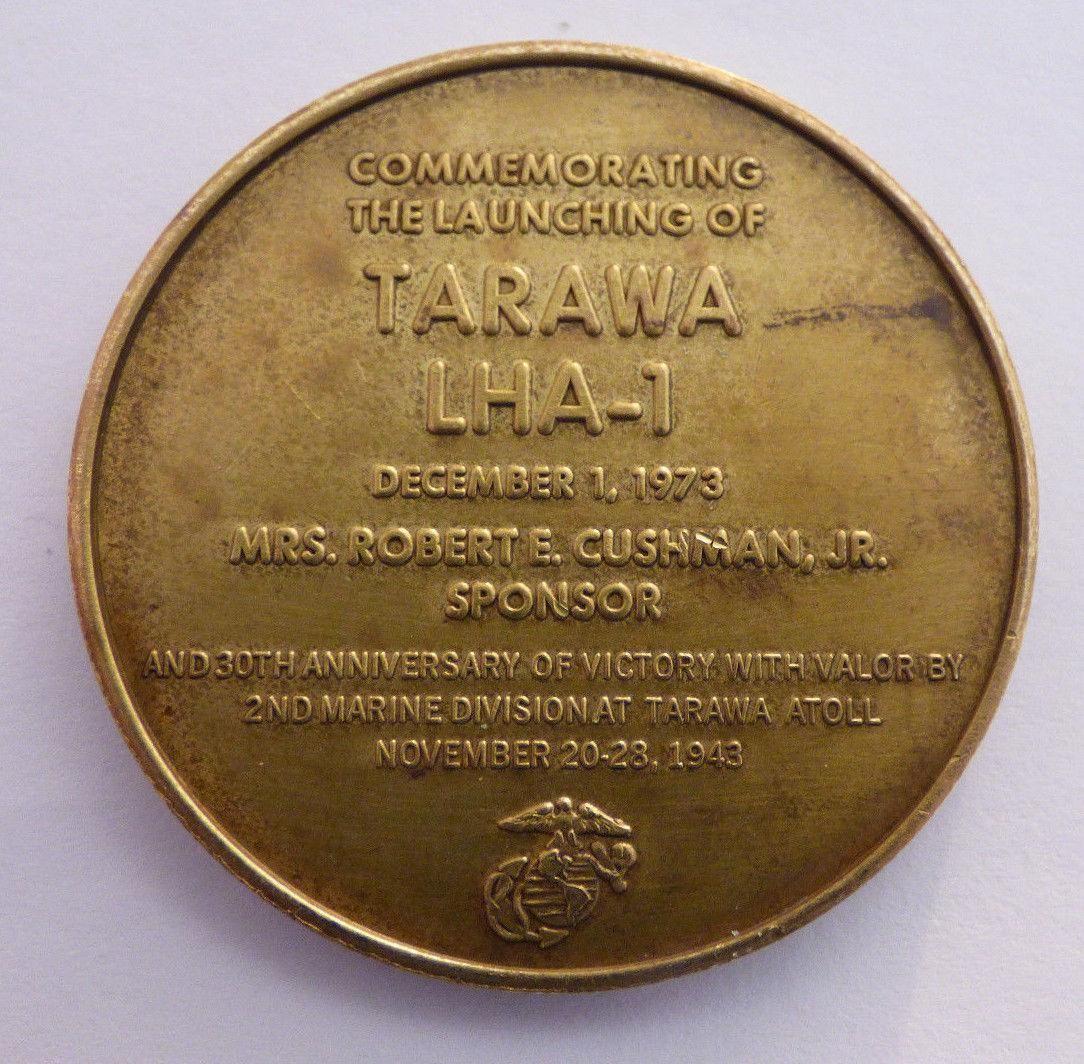 COMMEMORATING
THE LAUNCHING OF
TARAWA
LHA-1
DECEMBER 1, 1973
MRS. ROBERT E. CUSHMAN, JR.
SPONSOR
AND 30TH ANNIVERSARY OF VICTORY WITH VALOR BY
2ND MARINE DIVISION AT TARAWA ATOLL
NOVEMBER 20-28, 1943